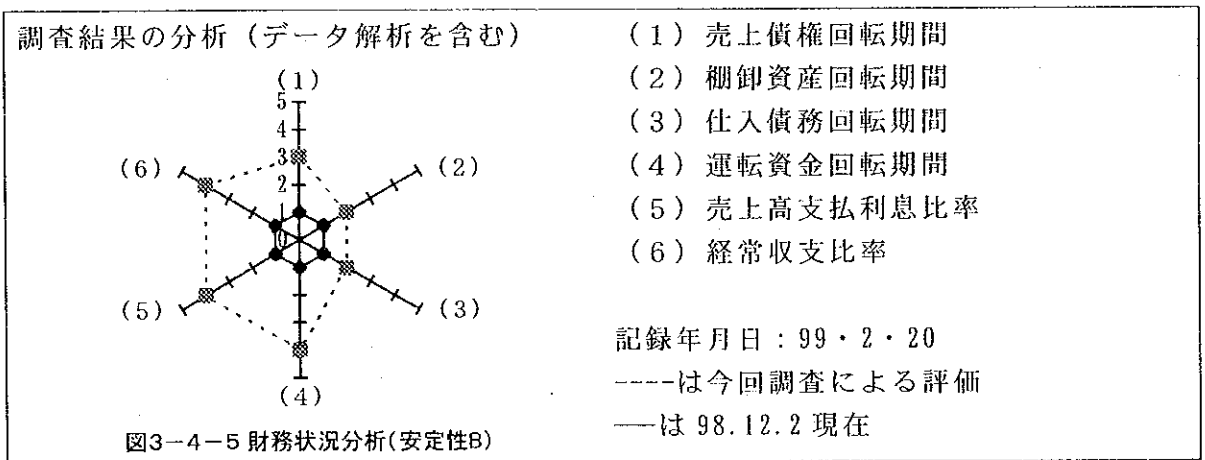 調査結果の分析（データ解析を含む）
(1)
5
4
3
2
1
0
(6)
(2)
(5)
(3)
(4)
図3-4-5 財務状況分析(安定性B)
(1) 売上債権回転期間
(2) 棚卸資産回転期間
(3) 仕入債務回転期間
(4) 運転資金回転期間
(5) 売上高支払利息比率
(6) 経常収支比率
記録年月日：99・2・20
----は今回調査による評価
──は 98.12.2 現在